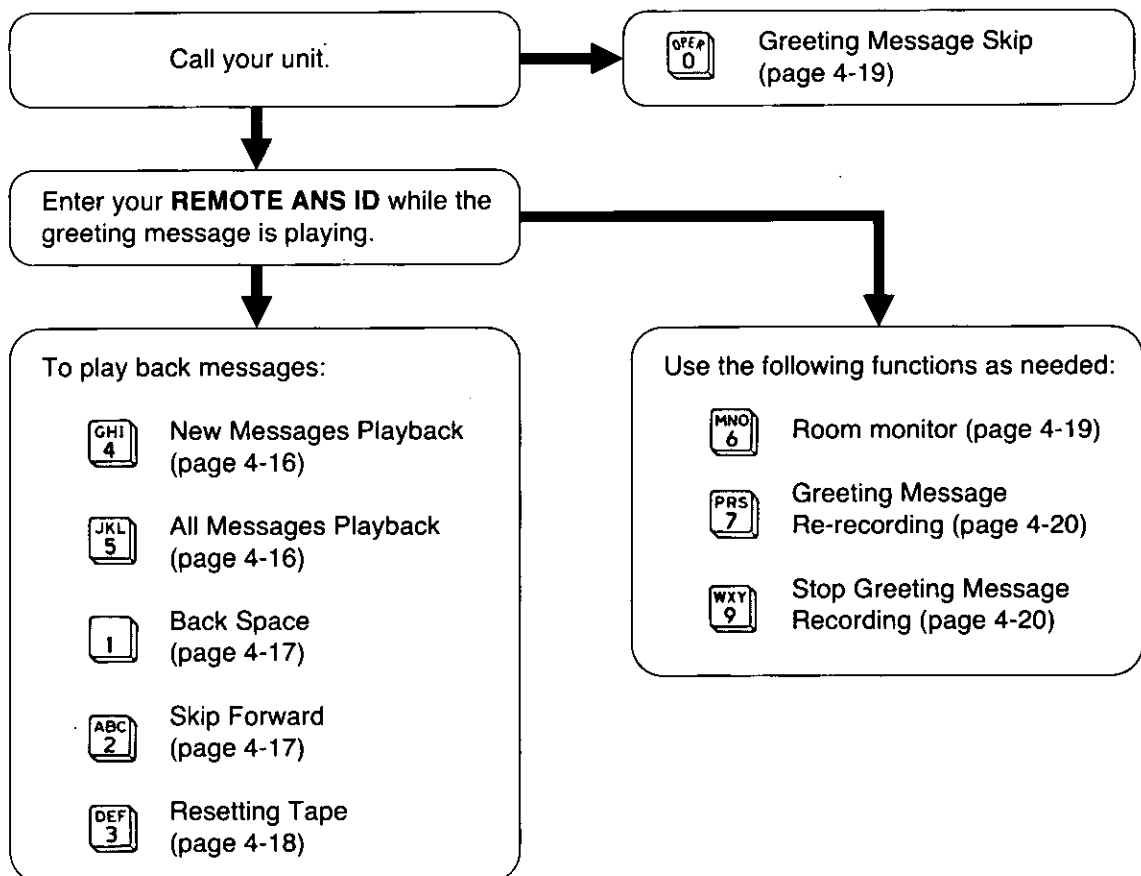 Call your unit.
OPER
0
Greeting Message Skip
(page 4-19)
Enter your REMOTE ANS ID while the
greeting message is playing.
To play back messages:
GHI
4
New Messages Playback
(page 4-16)
JKL
5
All Messages Playback
(page 4-16)
1
Back Space
(page 4-17)
ABC
2
Skip Forward
(page 4-17)
DEF
3
Resetting Tape
(page 4-18)
Use the following functions as needed:
MNO
6
Room monitor (page 4-19)
PRS
7
Greeting Message
Re-recording (page 4-20)
WXY
9
Stop Greeting Message
Recording (page 4-20)